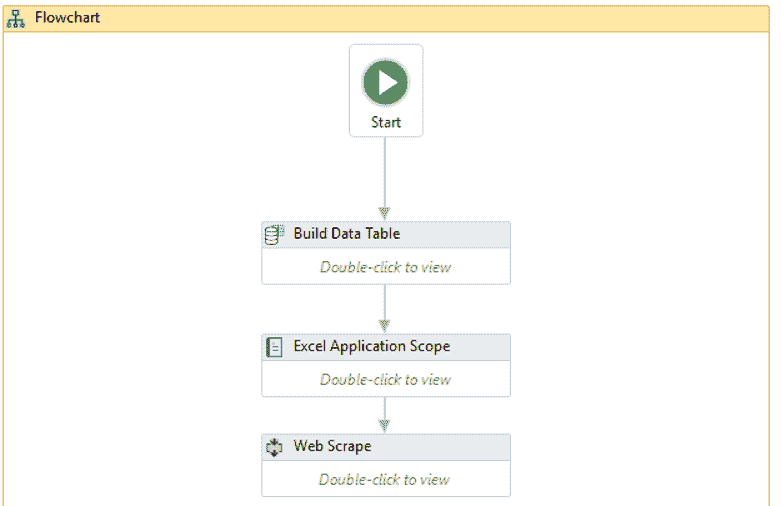 Flowchart
Start
Build Data Table
Double-click to view
Excel Application Scope
Double-click to view
Web Scrape
Double-click to view